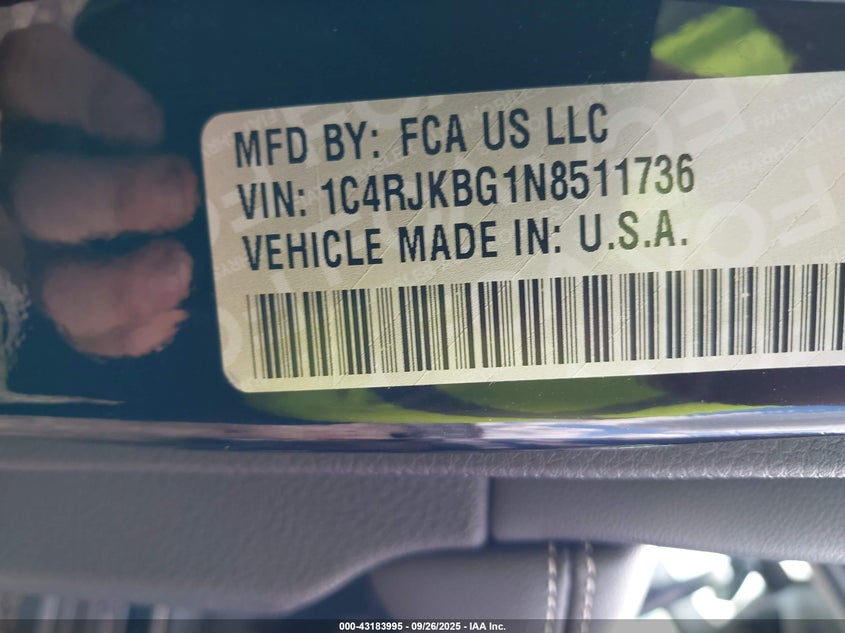 MFD BY: FCA US LLC
VIN: 1C4RJKBG1N8511736
VEHICLE MADE IN: U.S.A.
000-43183995 - 09/26/2025 - IAA Inc.